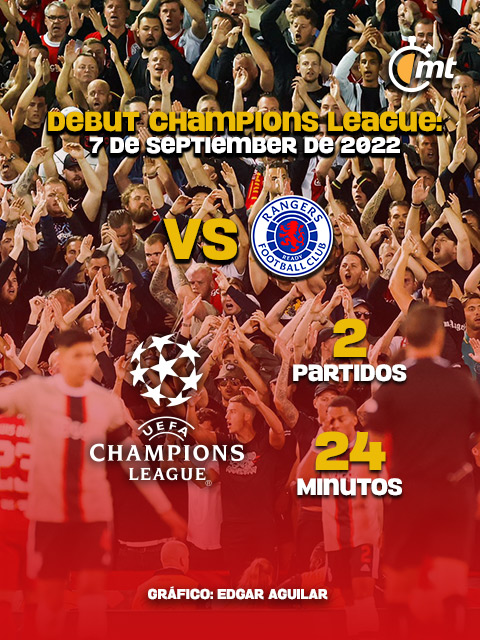 mt
DEBUT CHAMPIONS LEAGUE:
7 DE SEPTIEMBER DE 2022
VS
RANGERS
READY
FOOTBALL CLUB
2
PARTIDOS
UEFA
CHAMPIONS
LEAGUE®
24
MINUTOS
GRÁFICO: EDGAR AGUILAR